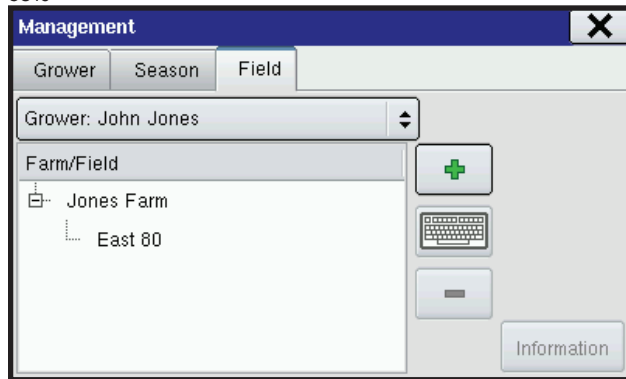 Management
Grower Season Field
Grower: John Jones
Farm/Field
Jones Farm
East 80
Information